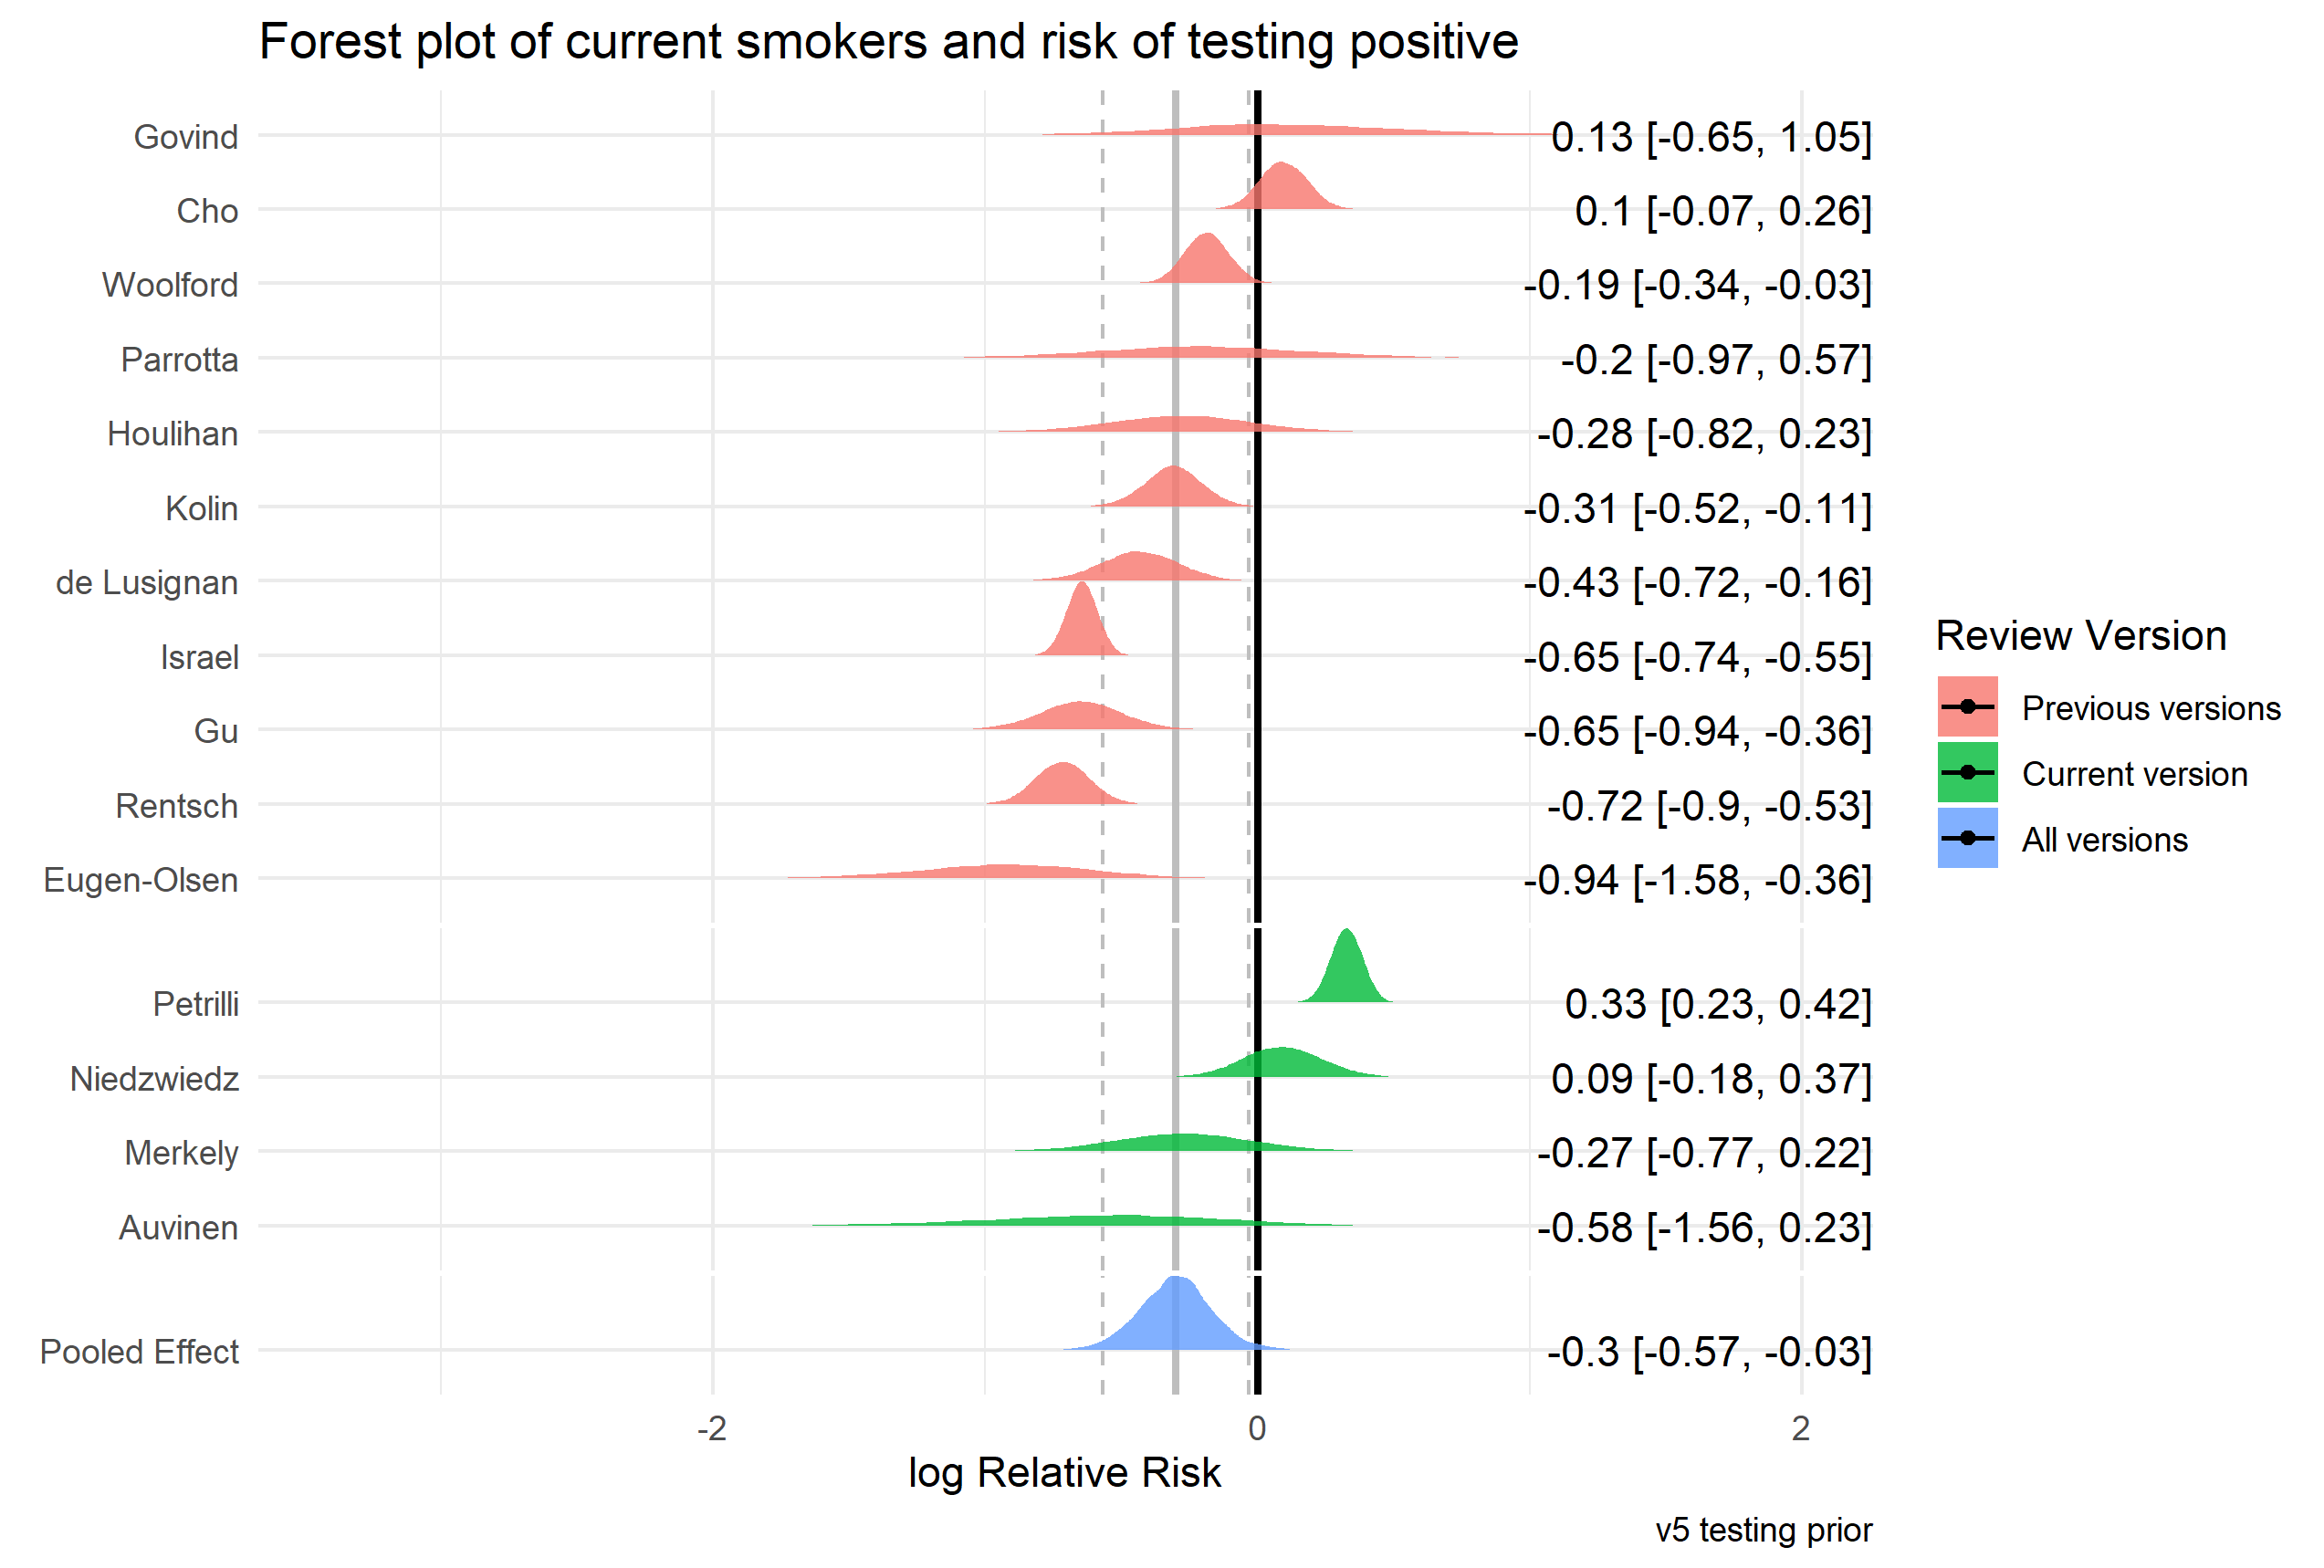 Forest plot of current smokers and risk of testing positive
Govind 0.13 [-0.65, 1.05]
Cho 0.1 [-0.07, 0.26]
Woolford -0.19 [-0.34, -0.03]
Parrotta -0.2 [-0.97, 0.57]
Houlihan -0.28 [-0.82, 0.23]
Kolin -0.31 [-0.52, -0.11]
de Lusignan -0.43 [-0.72, -0.16]
Israel -0.65 [-0.74, -0.55]
Gu -0.65 [-0.94, -0.36]
Rentsch -0.72 [-0.9, -0.53]
Eugen-Olsen -0.94 [-1.58, -0.36]
Petrilli 0.33 [0.23, 0.42]
Niedzwiedz 0.09 [-0.18, 0.37]
Merkely -0.27 [-0.77, 0.22]
Auvinen -0.58 [-1.56, 0.23]
Pooled Effect -0.3 [-0.57, -0.03]
-2 0 2
log Relative Risk
v5 testing prior
Review Version
Previous versions
Current version
All versions